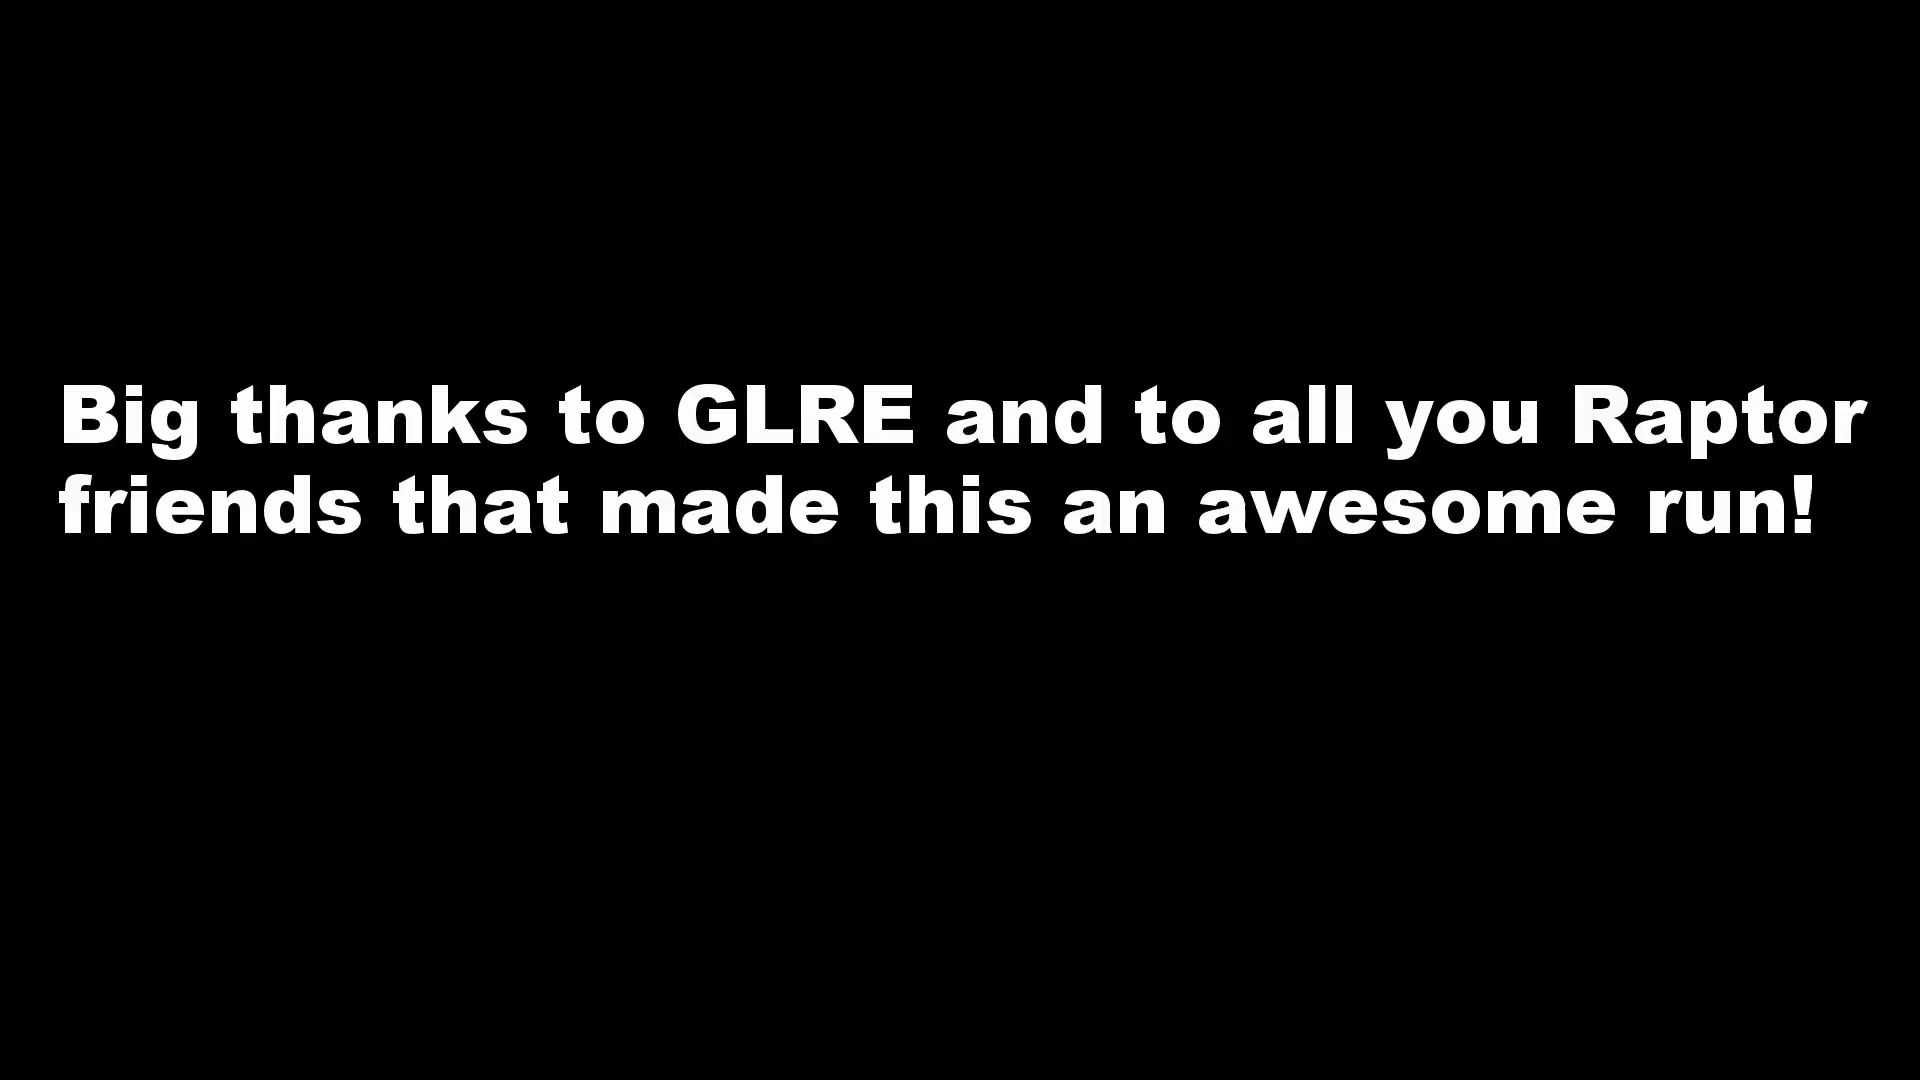 Big thanks to GLRE and to all you Raptor
friends that made this an awesome run!